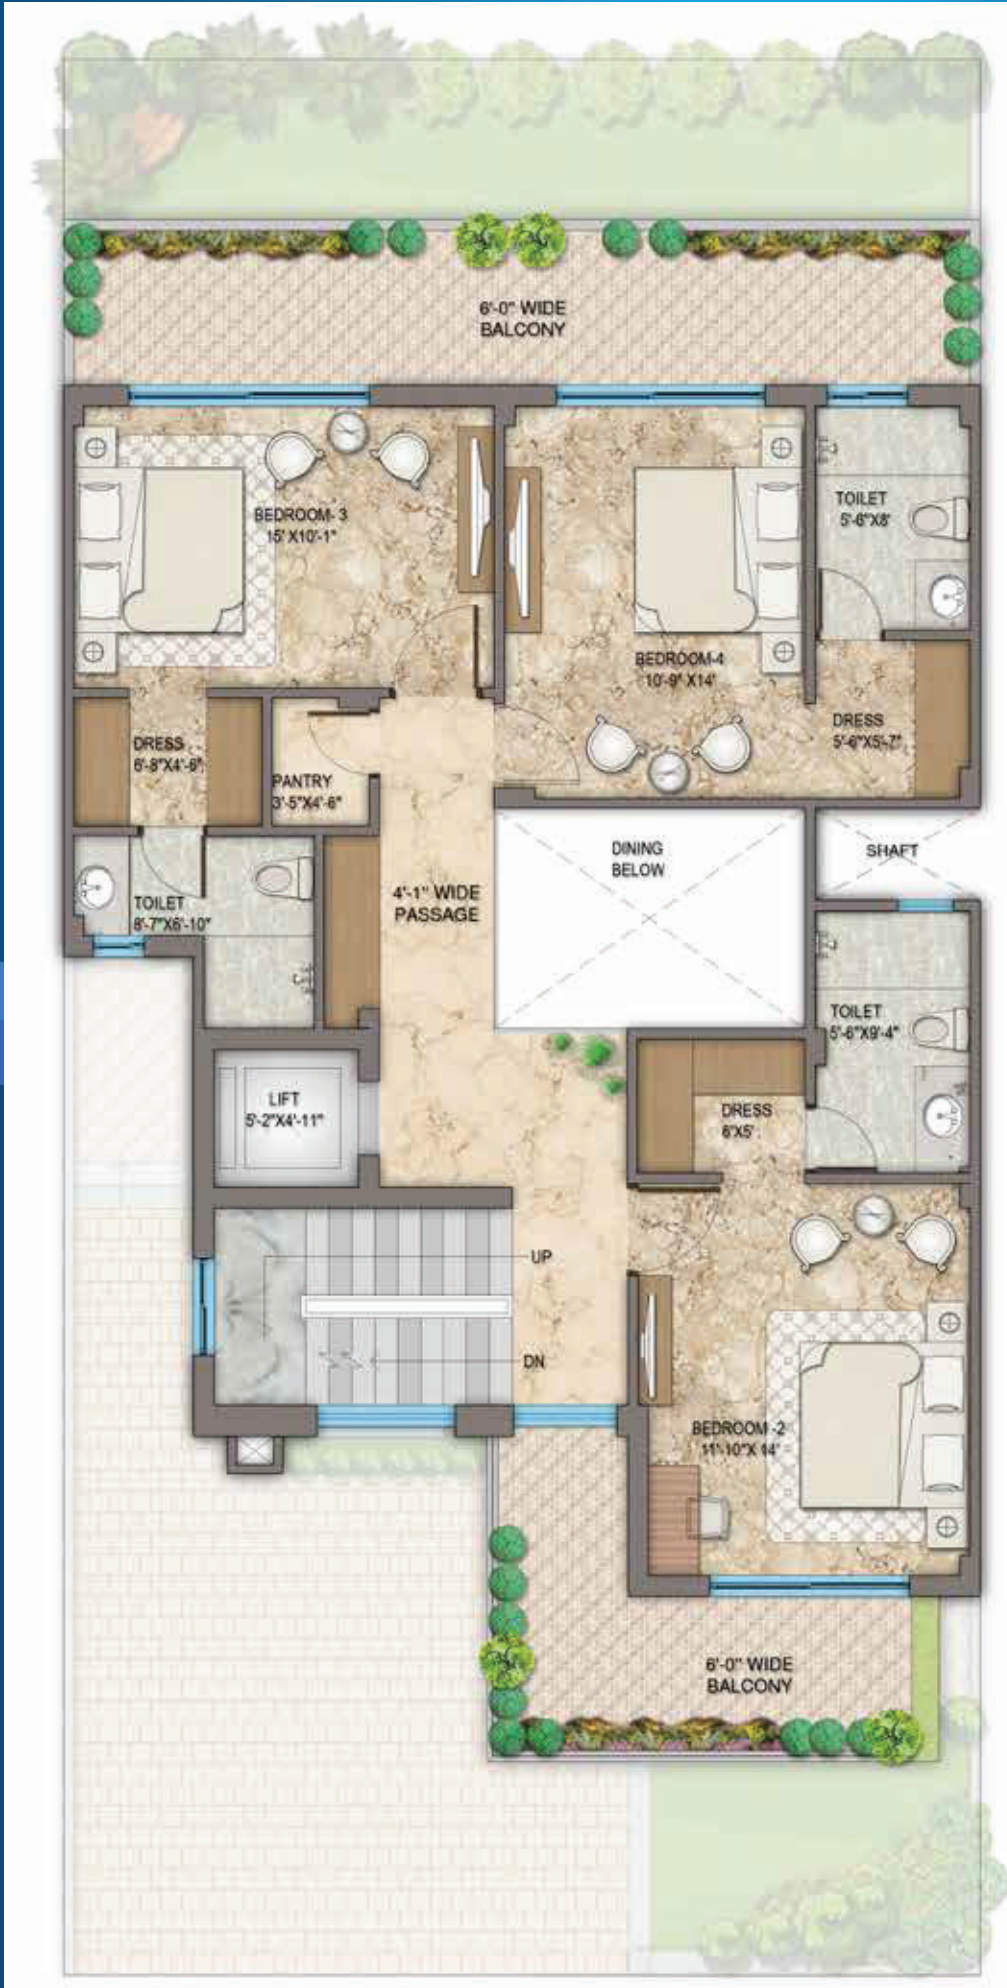 6'-0" WIDE
BALCONY
BEDROOM- 3
15' X10'-1"
TOILET
5'-6"X8'
BEDROOM-4
10'-9" X14'
DRESS
5'-6"X5'-7"
DRESS
6'-8"X4'-6"
PANTRY
3'-5"X4'-6"
DINING
BELOW
SHAFT
4'-1" WIDE
PASSAGE
TOILET
8'-7"X6'-10"
TOILET
5'-6"X9'-4"
LIFT
5'-2"X4'-11"
DRESS
6'X5'
UP
DN
BEDROOM -2
11'-10"X 14'
6'-0" WIDE
BALCONY